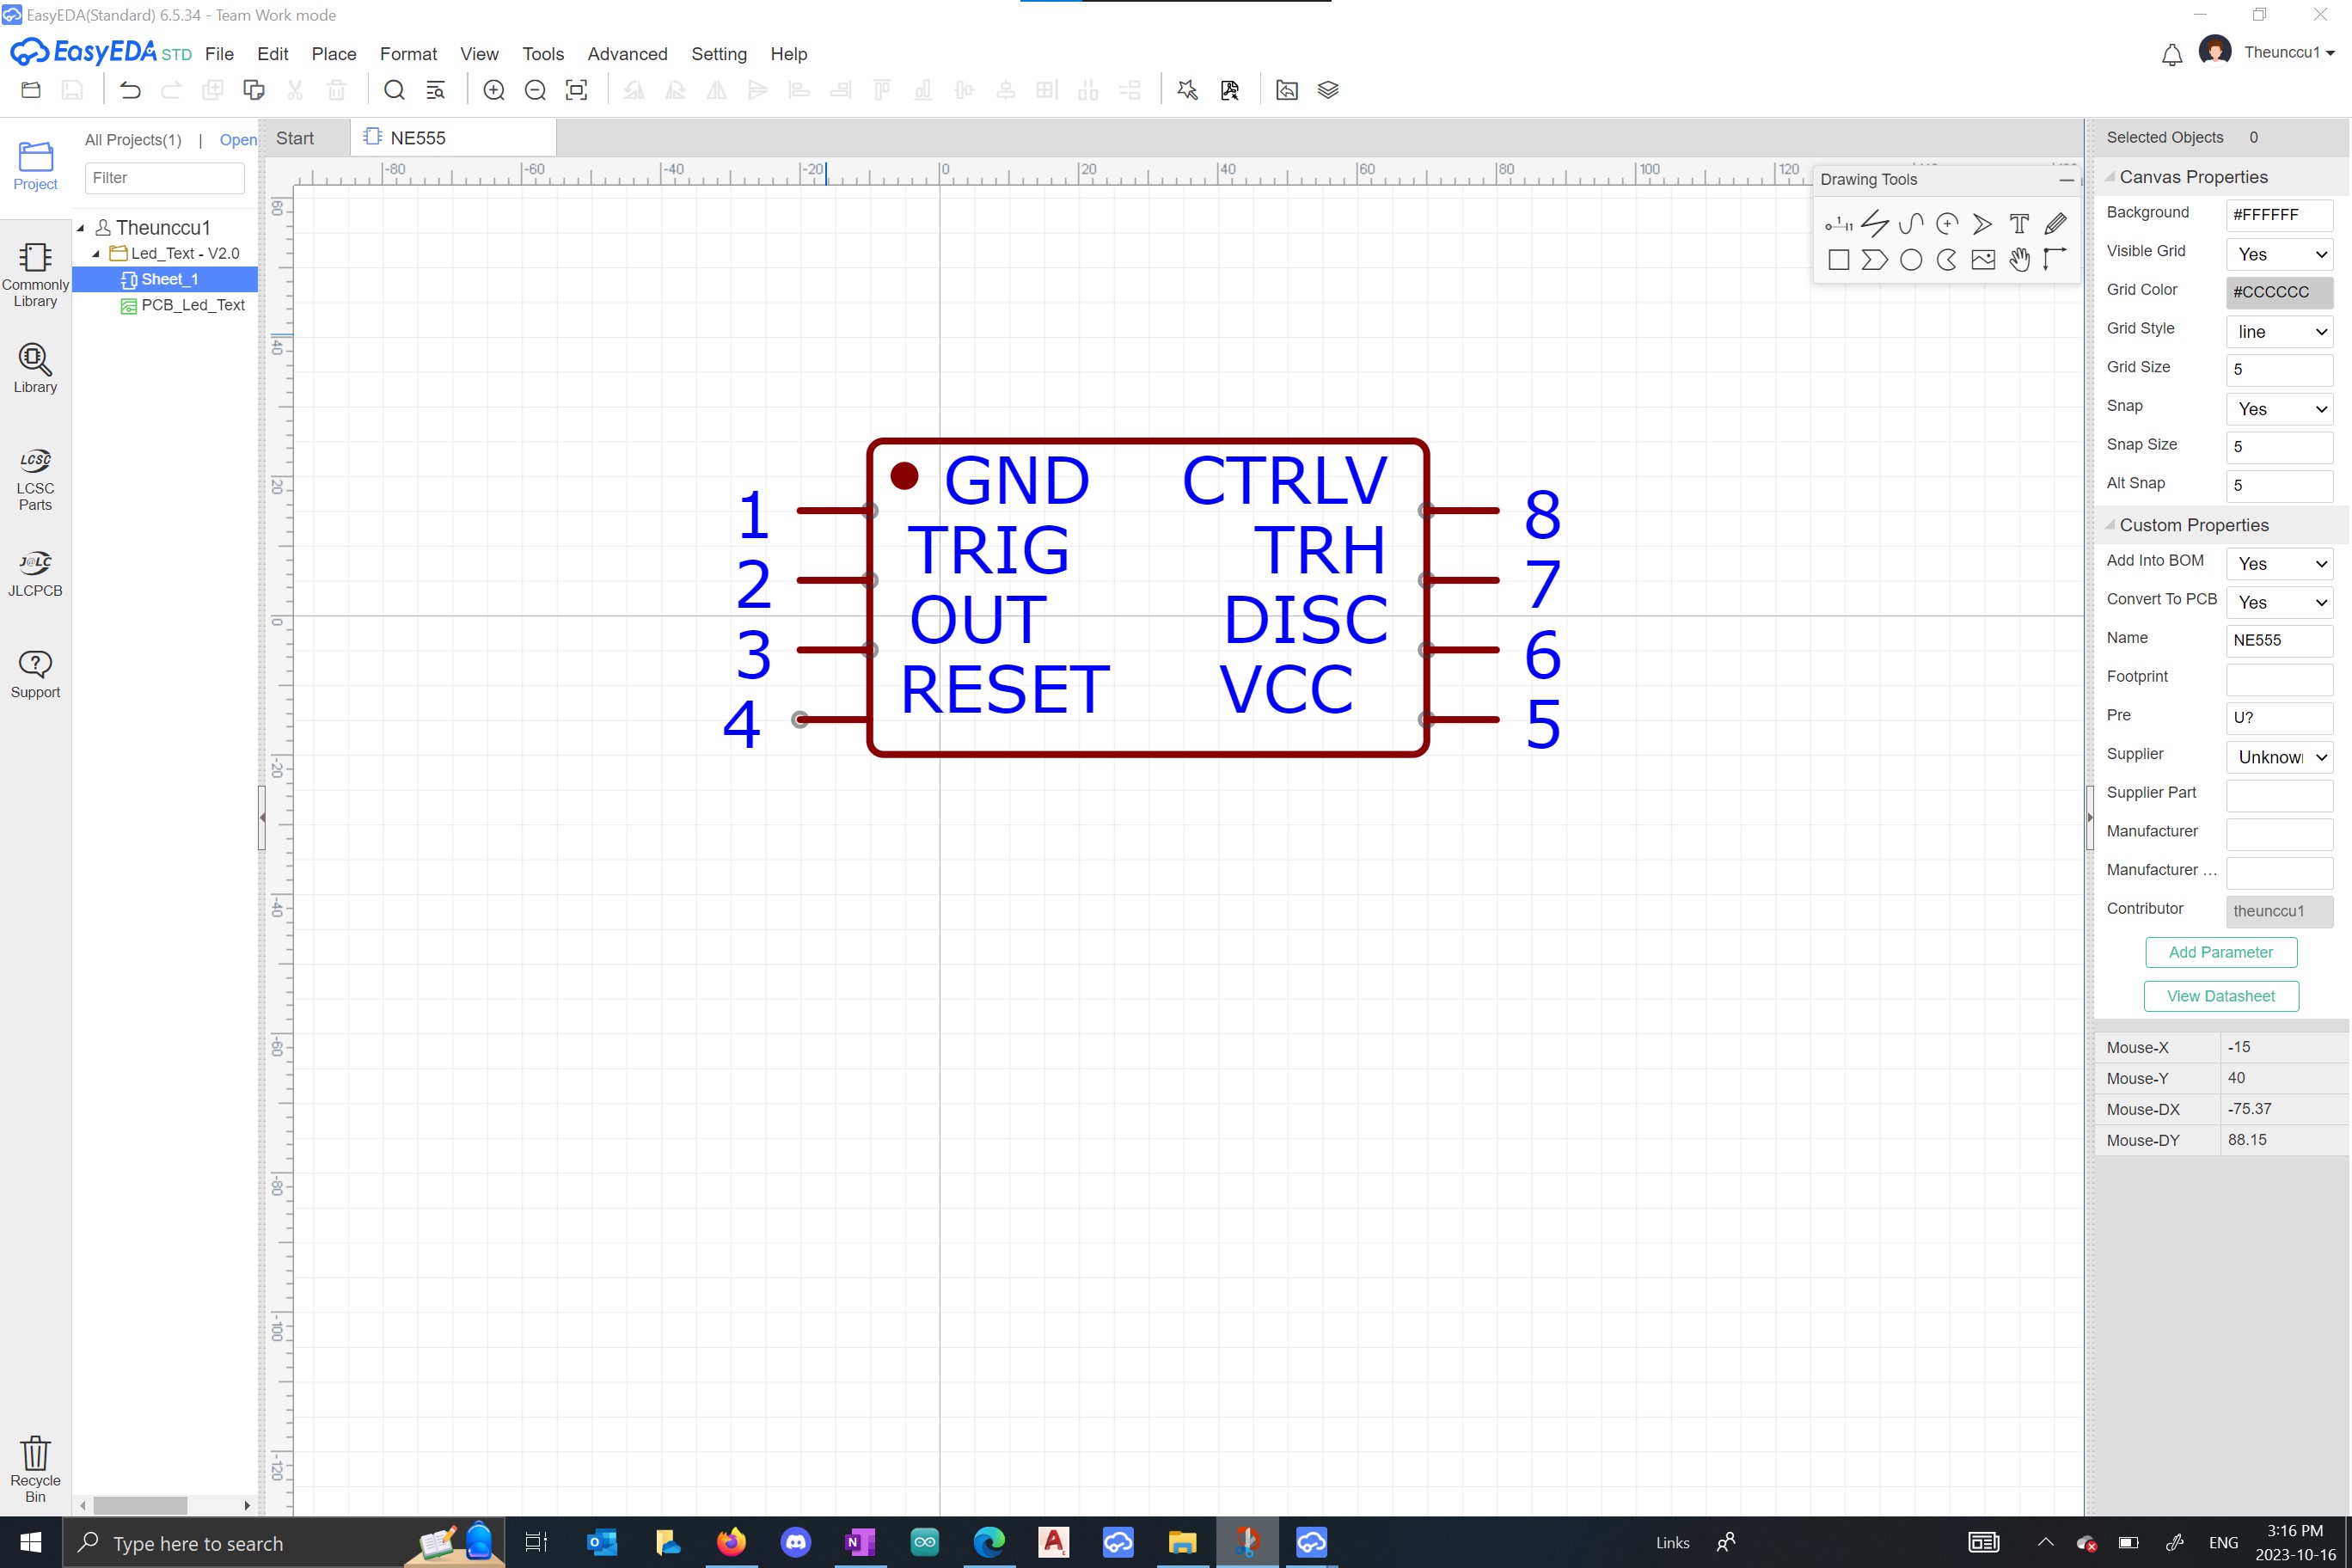 EasyEDA(Standard) 6.5.34 - Team Work mode
EasyEDA STD File Edit Place Format View Tools Advanced Setting Help
Theunccu1
All Projects(1) | Open
Start
NE555
Selected Objects 0
Project
Filter
-80 -60 -40 -20 0 20 40 60 80 100 120
Drawing Tools
Canvas Properties
Background #FFFFFF
Visible Grid Yes
Grid Color #CCCCCC
Grid Style line
Grid Size 5
Snap Yes
Snap Size 5
Alt Snap 5
Theunccu1
Led_Text - V2.0
Sheet_1
PCB_Led_Text
Commonly
Library
Library
LCSC
LCSC
Parts
J@LC
JLCPCB
Support
Recycle
Bin
60
40
20
0
-20
-40
-60
-80
-100
-120
GND CTRLV
1 8
TRIG TRH
2 7
OUT DISC
3 6
RESET VCC
4 5
Custom Properties
Add Into BOM Yes
Convert To PCB Yes
Name NE555
Footprint
Pre U?
Supplier Unknow
Supplier Part
Manufacturer
Manufacturer ...
Contributor theunccu1
Add Parameter
View Datasheet
Mouse-X -15
Mouse-Y 40
Mouse-DX -75.37
Mouse-DY 88.15
Type here to search
Links
ENG
3:16 PM
2023-10-16